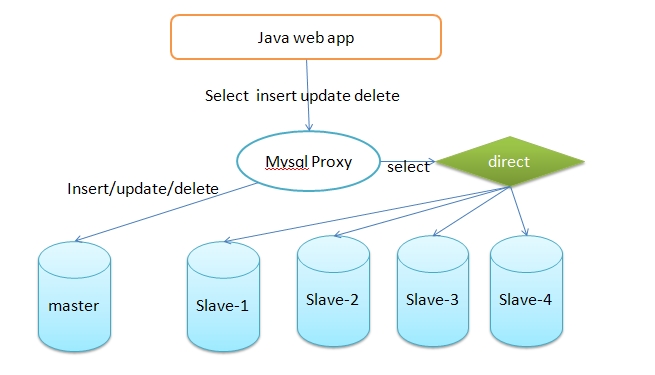 Java web app
Select insert update delete
Mysql Proxy
select
direct
Insert/update/delete
master
Slave-1
Slave-2
Slave-3
Slave-4